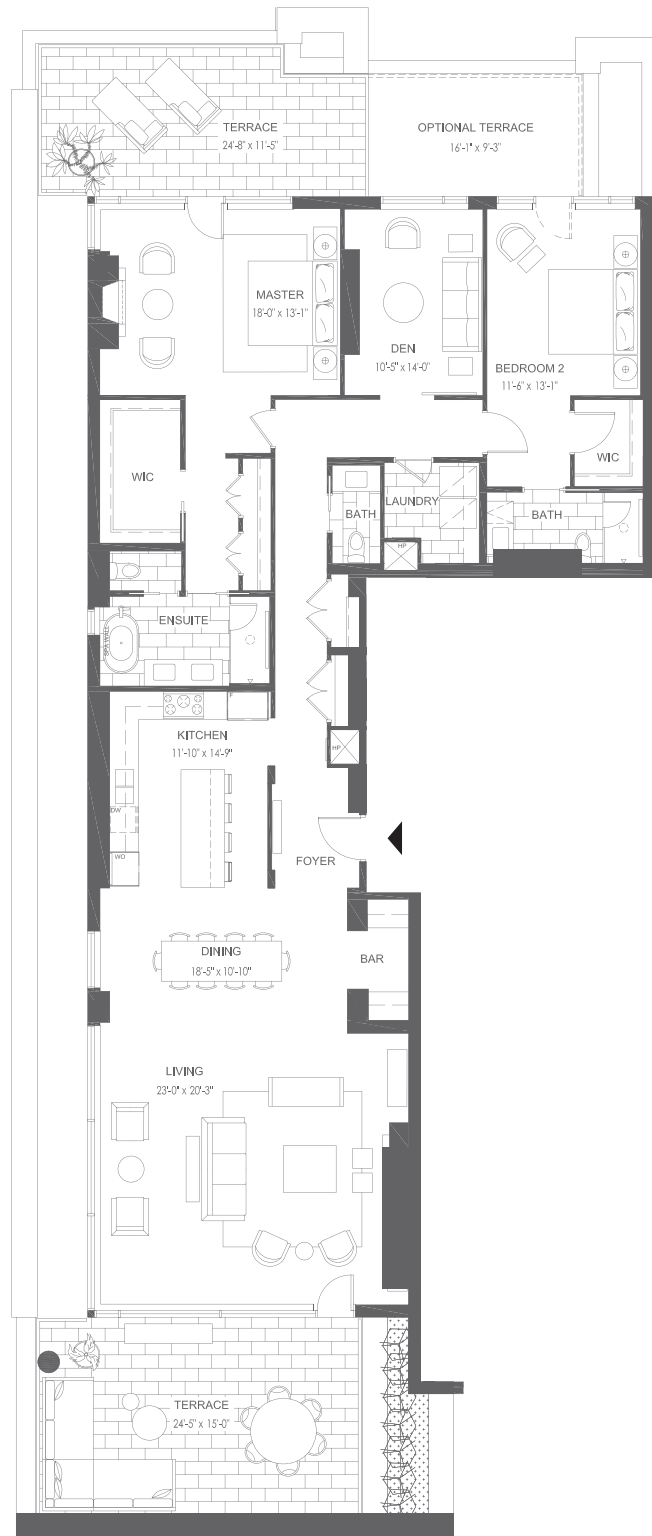 TERRACE
24'-8" x 11'-5"
OPTIONAL TERRACE
16'-1" x 9'-3"
MASTER
18'-0" x 13'-1"
DEN
10'-5" x 14'-0"
BEDROOM 2
11'-6" x 13'-1"
WIC
WIC
BATH
LAUNDRY
BATH
HP
ENSUITE
SPA WALL
F
KITCHEN
11'-10" x 14'-9"
HP
DW
WO
FOYER
DINING
18'-5" x 10'-10"
BAR
LIVING
23'-0" x 20'-3"
TERRACE
24'-5" x 15'-0"